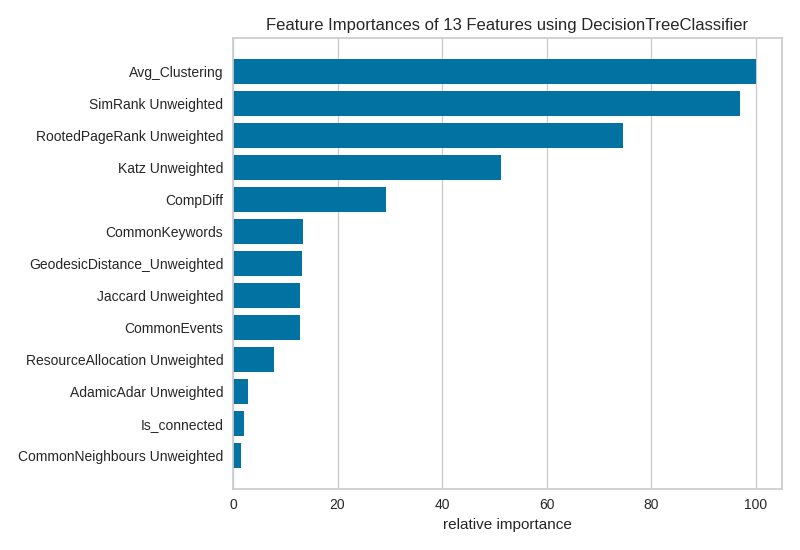 Feature Importances of 13 Features using DecisionTreeClassifier
Avg_Clustering
SimRank Unweighted
RootedPageRank Unweighted
Katz Unweighted
CompDiff
CommonKeywords
GeodesicDistance_Unweighted
Jaccard Unweighted
CommonEvents
ResourceAllocation Unweighted
AdamicAdar Unweighted
Is_connected
CommonNeighbours Unweighted
0 20 40 60 80 100
relative importance